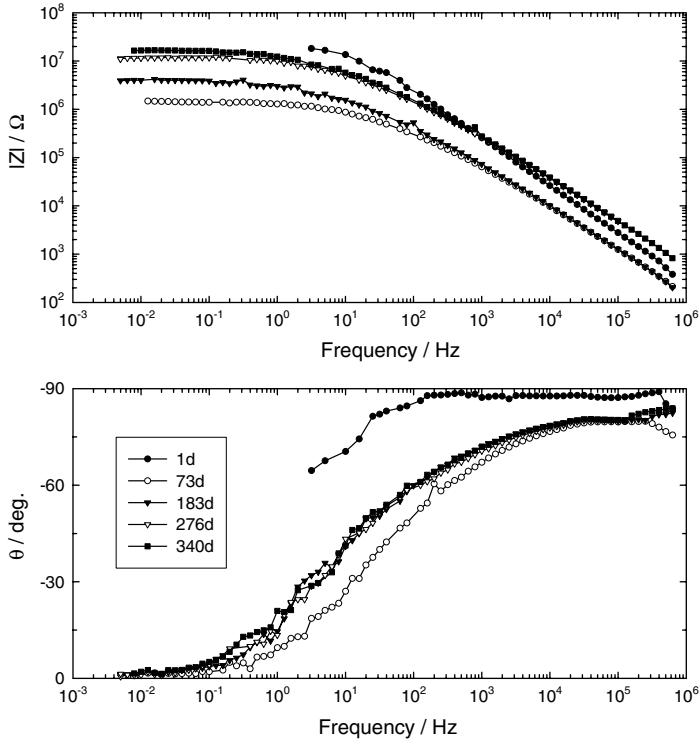 10^8
10^7
10^6
10^5
10^4
10^3
10^2
|Z| / Ω
10^-3 10^-2 10^-1 10^0 10^1 10^2 10^3 10^4 10^5 10^6
Frequency / Hz
-90
-60
-30
0
θ / deg.
1d
73d
183d
276d
340d
10^-3 10^-2 10^-1 10^0 10^1 10^2 10^3 10^4 10^5 10^6
Frequency / Hz